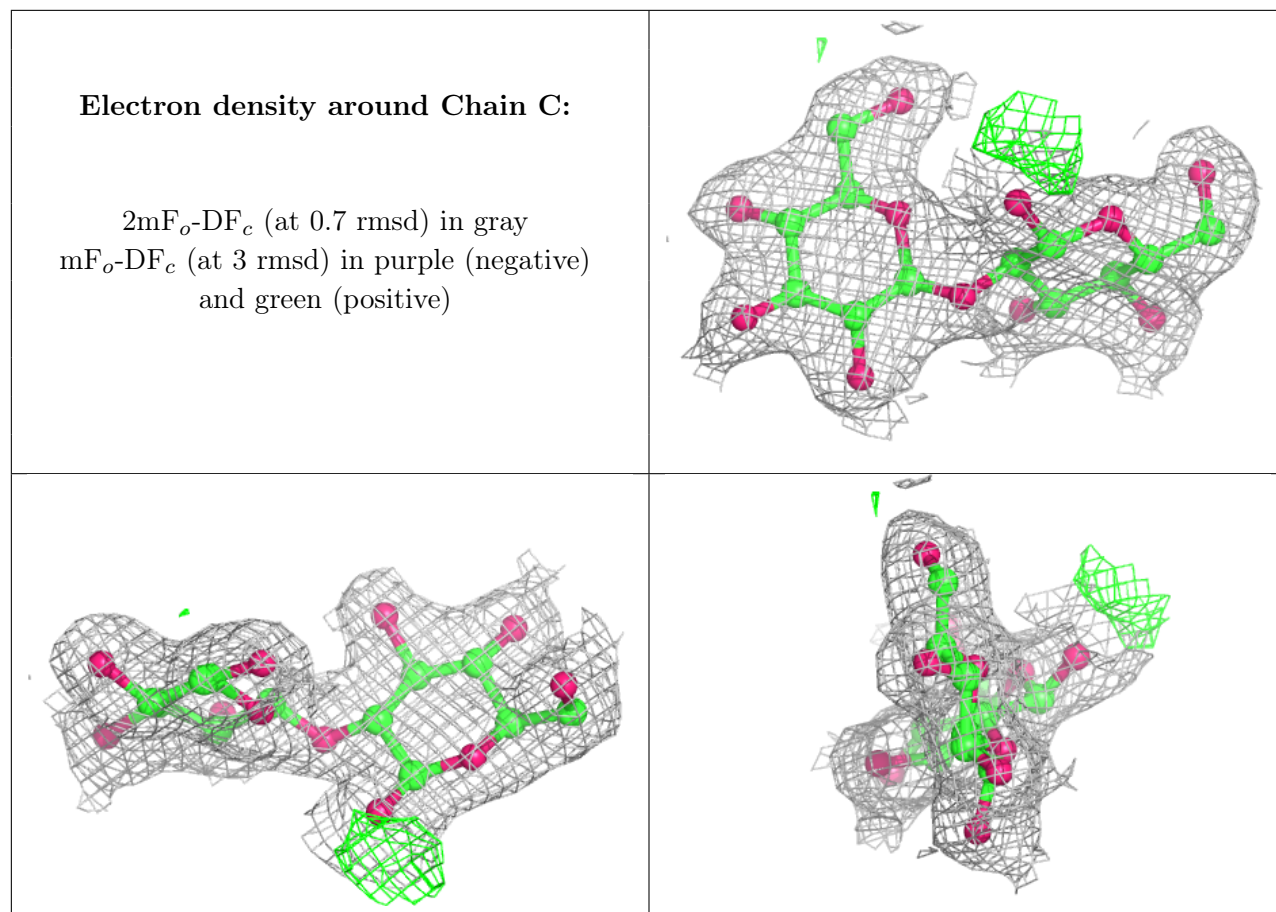 Electron density around Chain C:
2mFo-DFc (at 0.7 rmsd) in gray
mFo-DFc (at 3 rmsd) in purple (negative)
and green (positive)